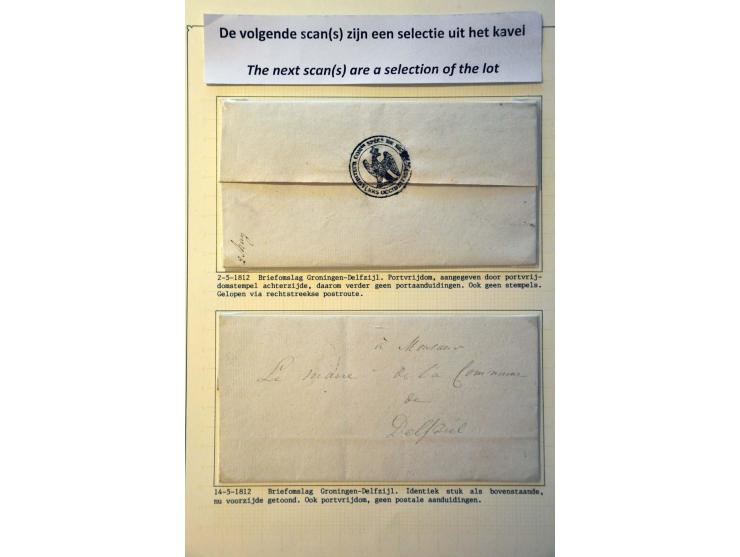 De volgende scan(s) zijn een selectie uit het kavel
The next scan(s) are a selection of the lot
2-5-1812 Briefomslag Groningen-Delfzijl. Portvrijdom, aangegeven door portvrij-
domstempel achterzijde, daarom verder geen portaanduidingen. Ook geen stempels.
Gelopen via rechtstreekse postroute.
à Monsieur
Le maire de la Commune
de
Delfziel
14-5-1812 Briefomslag Groningen-Delfzijl. Identiek stuk als bovenstaande,
nu voorzijde getoond. Ook portvrijdom, geen postale aanduidingen.